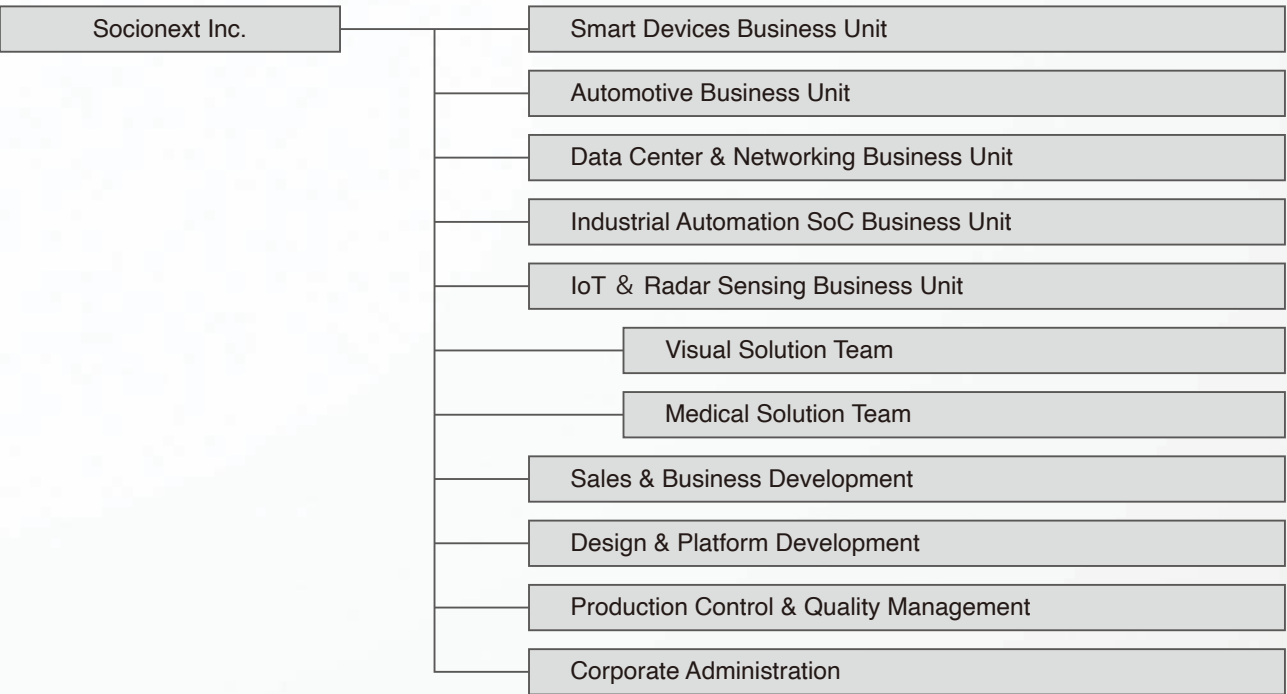 Socionext Inc.
Smart Devices Business Unit
Automotive Business Unit
Data Center & Networking Business Unit
Industrial Automation SoC Business Unit
IoT ＆ Radar Sensing Business Unit
Visual Solution Team
Medical Solution Team
Sales & Business Development
Design & Platform Development
Production Control & Quality Management
Corporate Administration